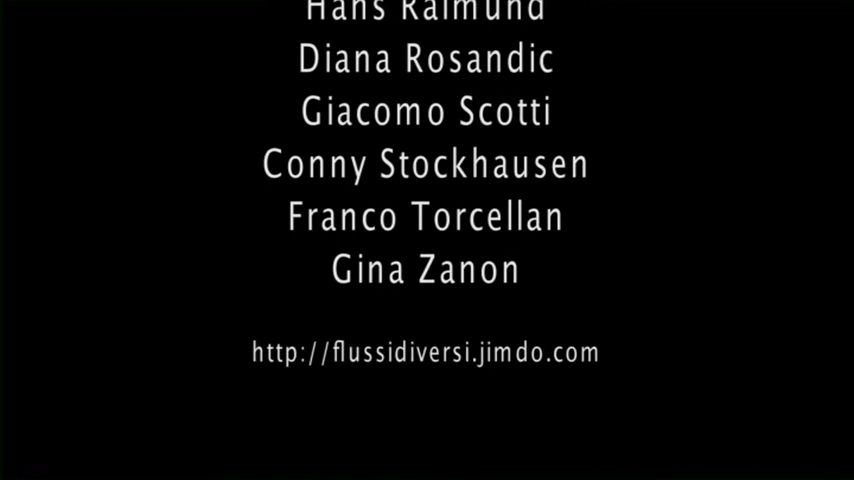 Hans Raimund
Diana Rosandic
Giacomo Scotti
Conny Stockhausen
Franco Torcellan
Gina Zanon
http://flussidiversi.jimdo.com